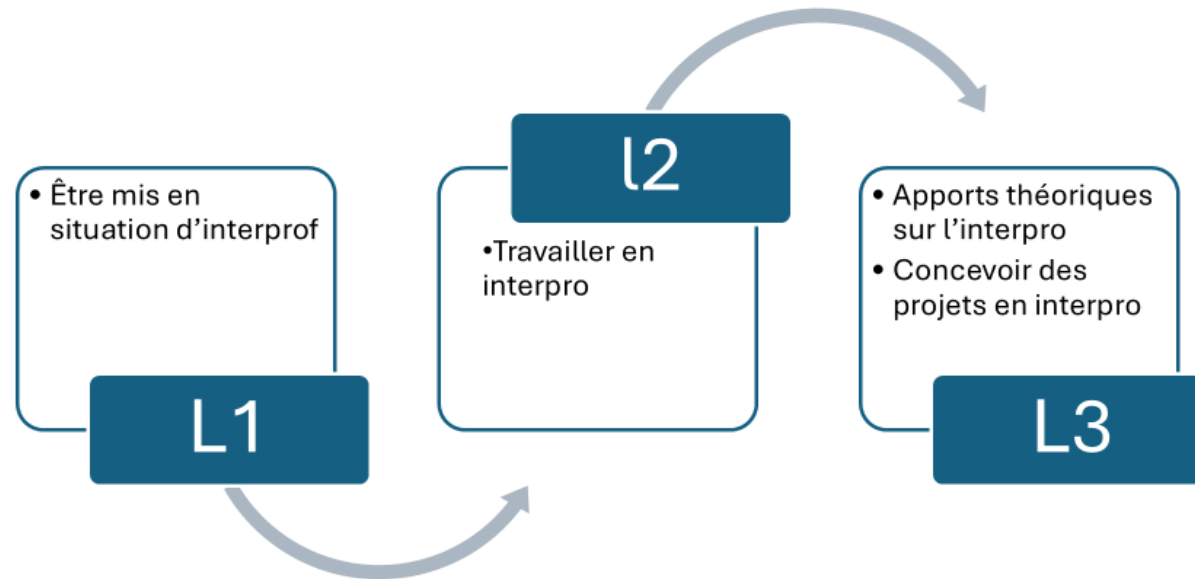 • Être mis en
situation d’interprof
L1
l2
•Travailler en
interpro
• Apports théoriques
sur l’interpro
• Concevoir des
projets en interpro
L3